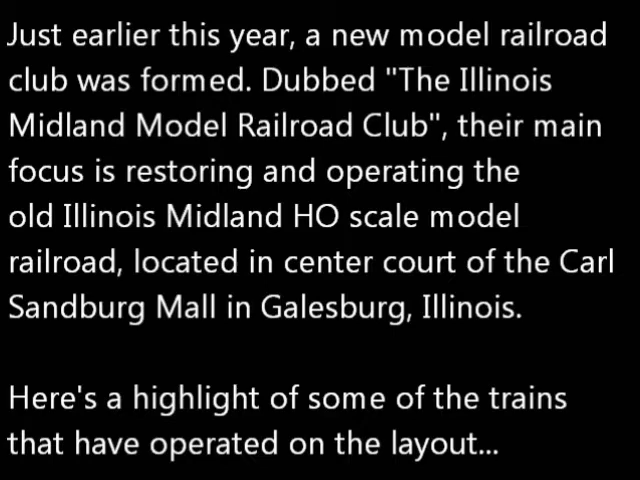 Just earlier this year, a new model railroad
club was formed. Dubbed "The Illinois
Midland Model Railroad Club", their main
focus is restoring and operating the
old Illinois Midland HO scale model
railroad, located in center court of the Carl
Sandburg Mall in Galesburg, Illinois.
Here's a highlight of some of the trains
that have operated on the layout...